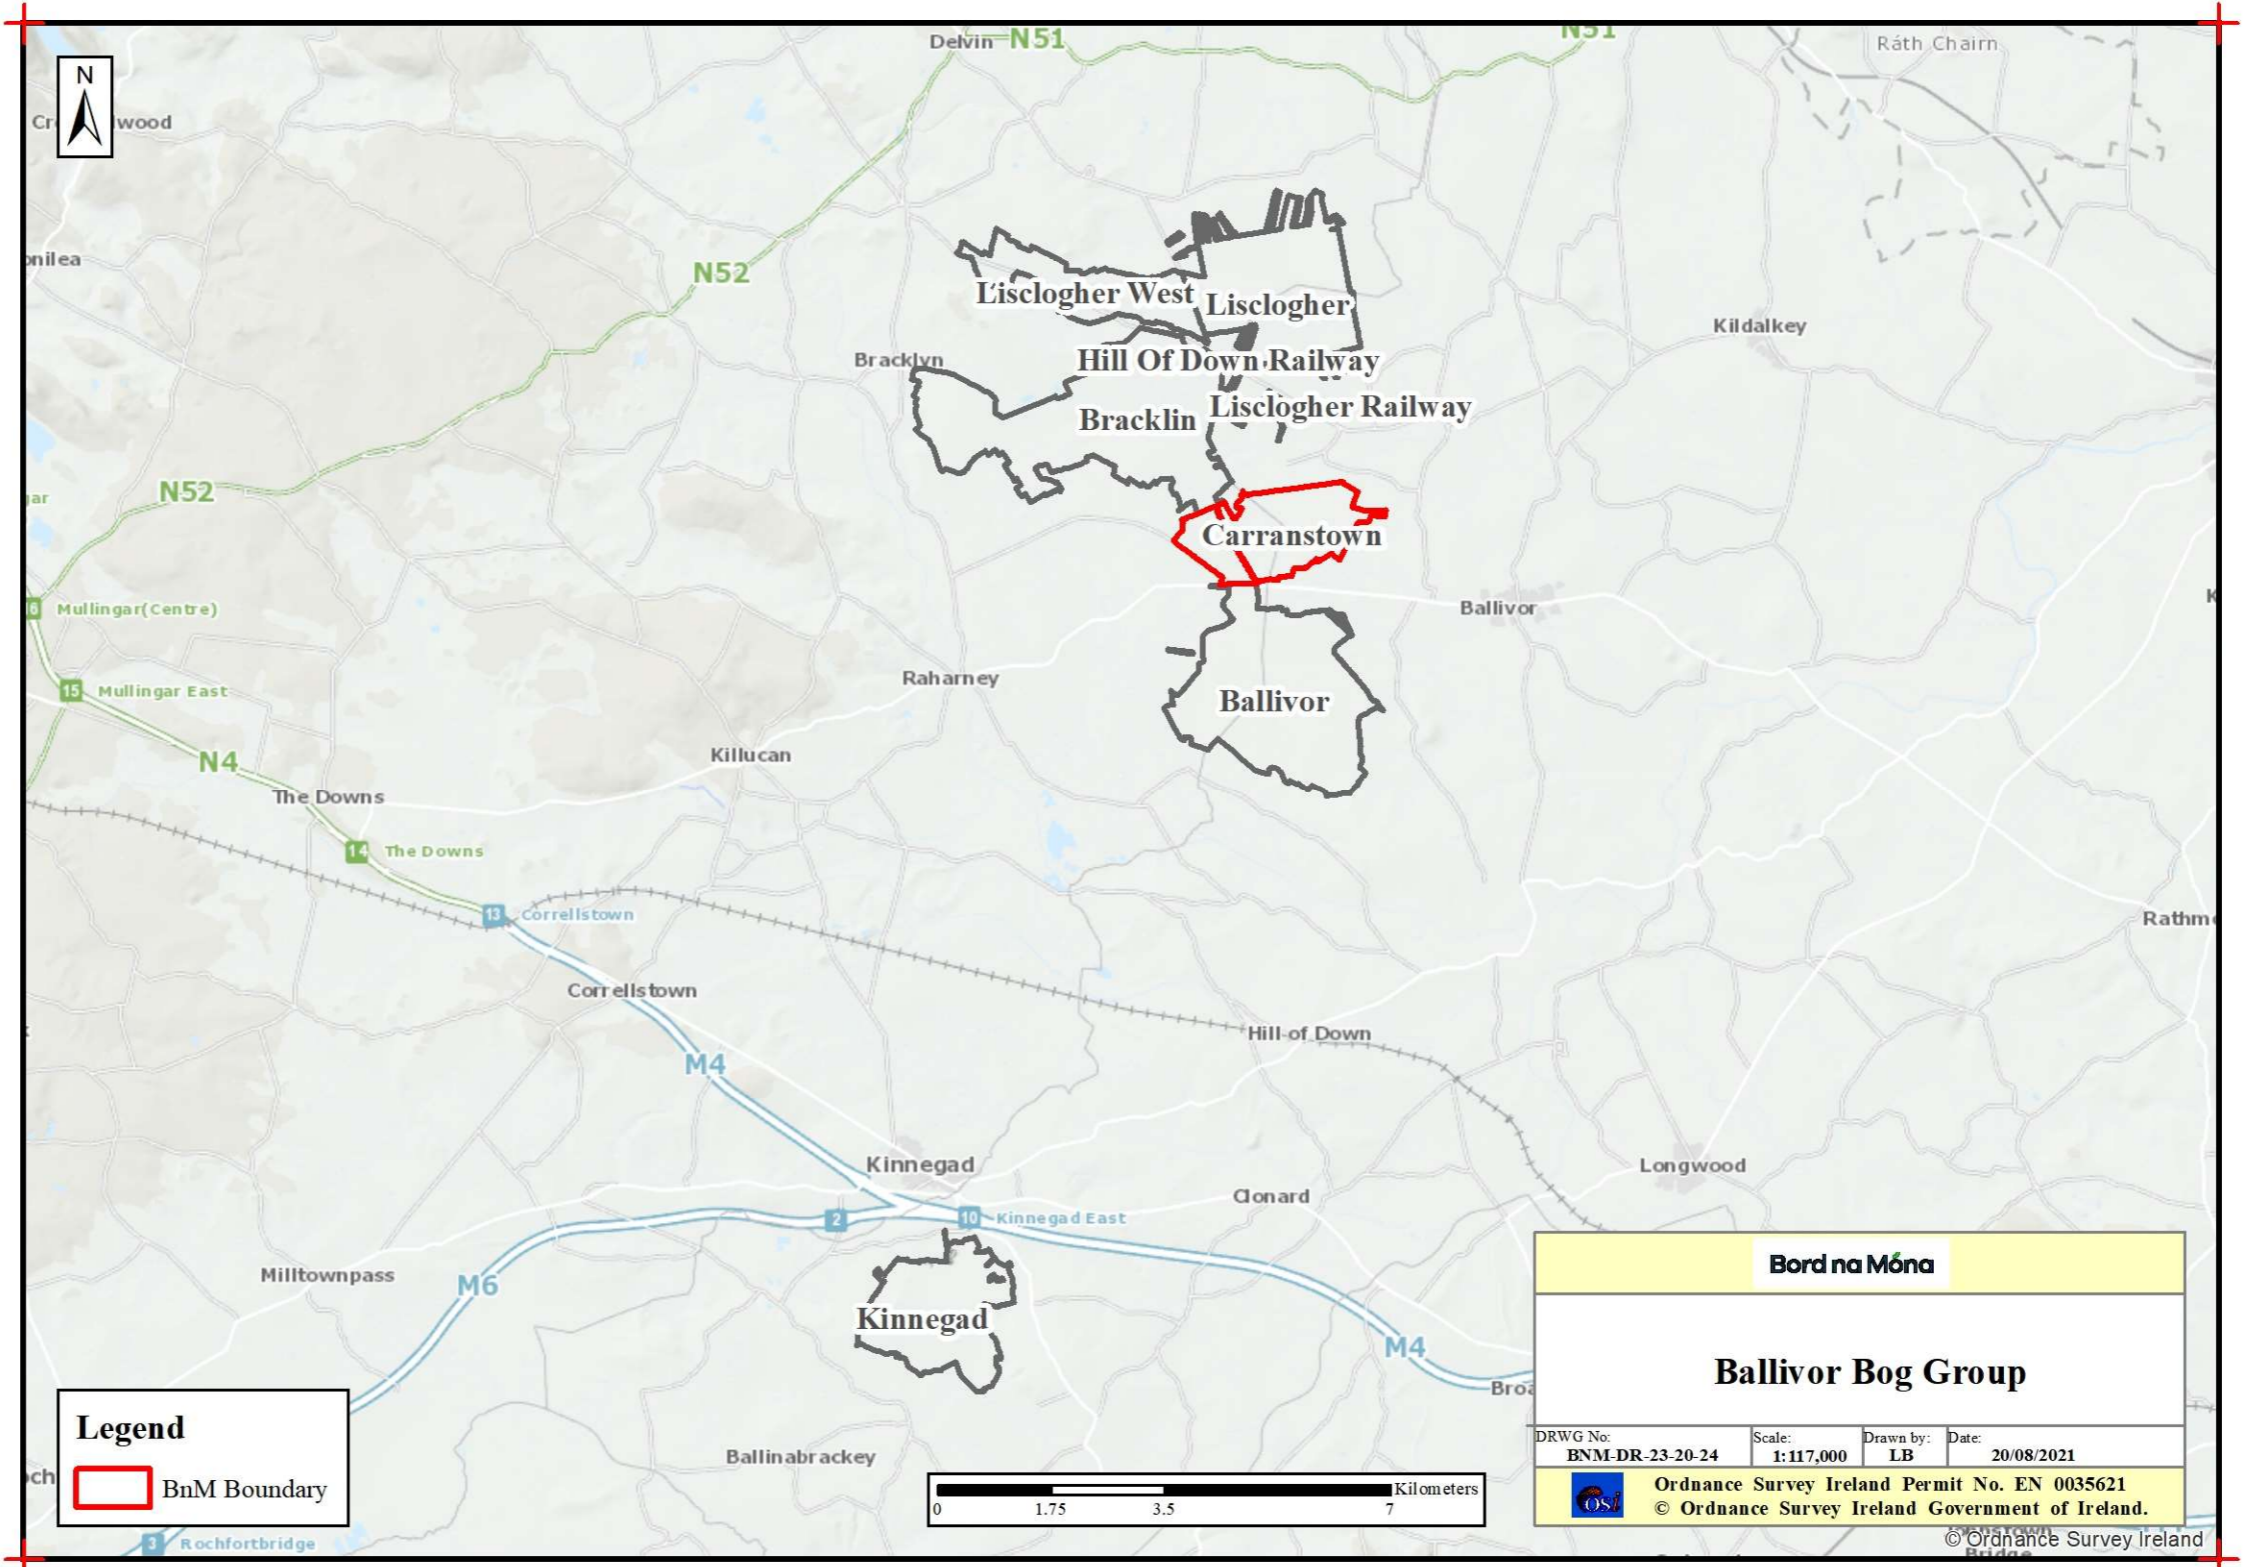 Delvin
N51
N51
Ráth Chairn
N
wood
N52
Lisclogher West
Lisclogher
Kildalkey
Bracklyn
Hill Of Down Railway
Bracklin
Lisclogher Railway
N52
Carranstown
Mullingar(Centre)
Ballivor
15
Mullingar East
Raharney
Ballivor
N4
Killucan
The Downs
14
The Downs
13
Correllstown
Correllstown
Hill of Down
M4
Kinnegad
Longwood
Clonard
2
10
Kinnegad East
Milltownpass
M6
Kinnegad
M4
Ballinabrackey
3
Rochfortbridge
Legend
BnM Boundary
Kilometers
0 1.75 3.5 7
Bord na Móna
Ballivor Bog Group
DRWG No:
BNM-DR-23-20-24
Scale:
1:117,000
Drawn by:
LB
Date:
20/08/2021
OSi
Ordnance Survey Ireland Permit No. EN 0035621
© Ordnance Survey Ireland Government of Ireland.
© Ordnance Survey Ireland